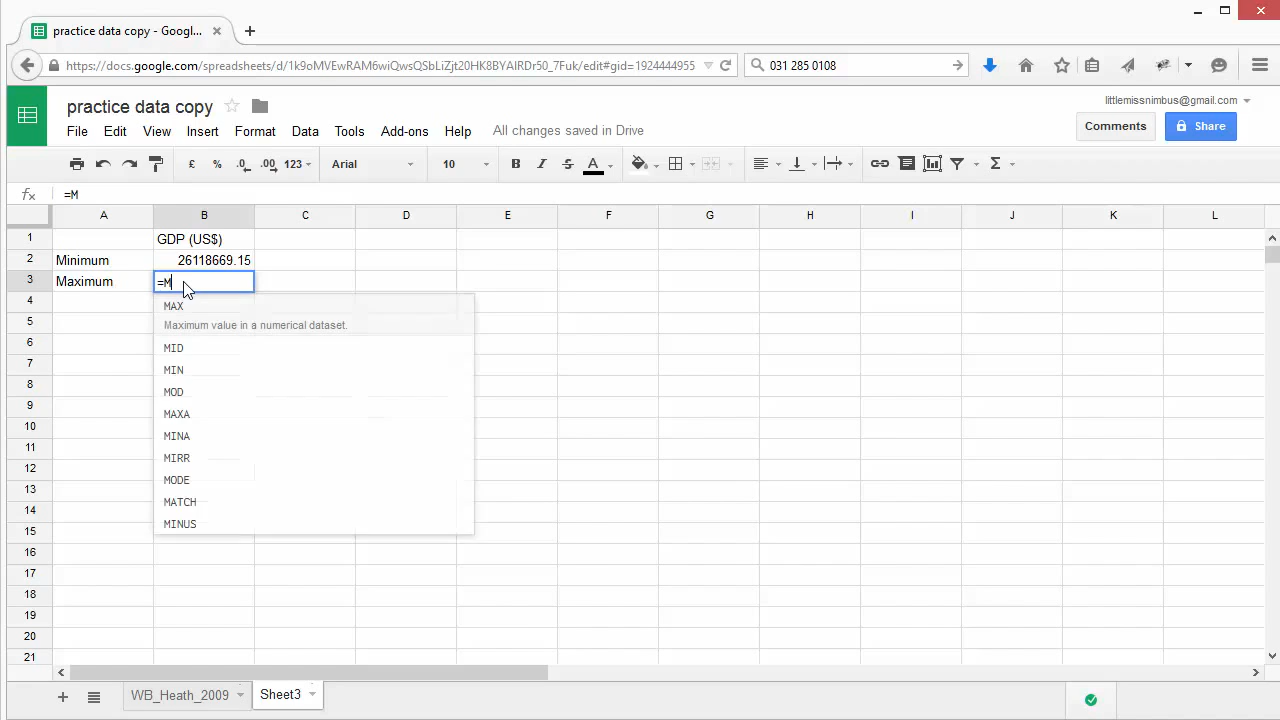 practice data copy - Googl...
https://docs.google.com/spreadsheets/d/1k9oMVEwRAM6wiQwsQSbLiZjt20HK8BYAIRDr50_7Fuk/edit#gid=1924444955
031 285 0108
practice data copy
littlemissnimbus@gmail.com
File Edit View Insert Format Data Tools Add-ons Help All changes saved in Drive
Comments Share
£ % .0 .00 123 Arial 10 B I S A Σ
fx =M
A B C D E F G H I J K L
1 GDP (US$)
2 Minimum 26118669.15
3 Maximum =M
4
MAX
5 Maximum value in a numerical dataset.
6 MID
7 MIN
8 MOD
9 MAXA
10 MINA
11
12 MIRR
13 MODE
14 MATCH
15 MINUS
16
17
18
19
20
21
WB_Heath_2009 Sheet3